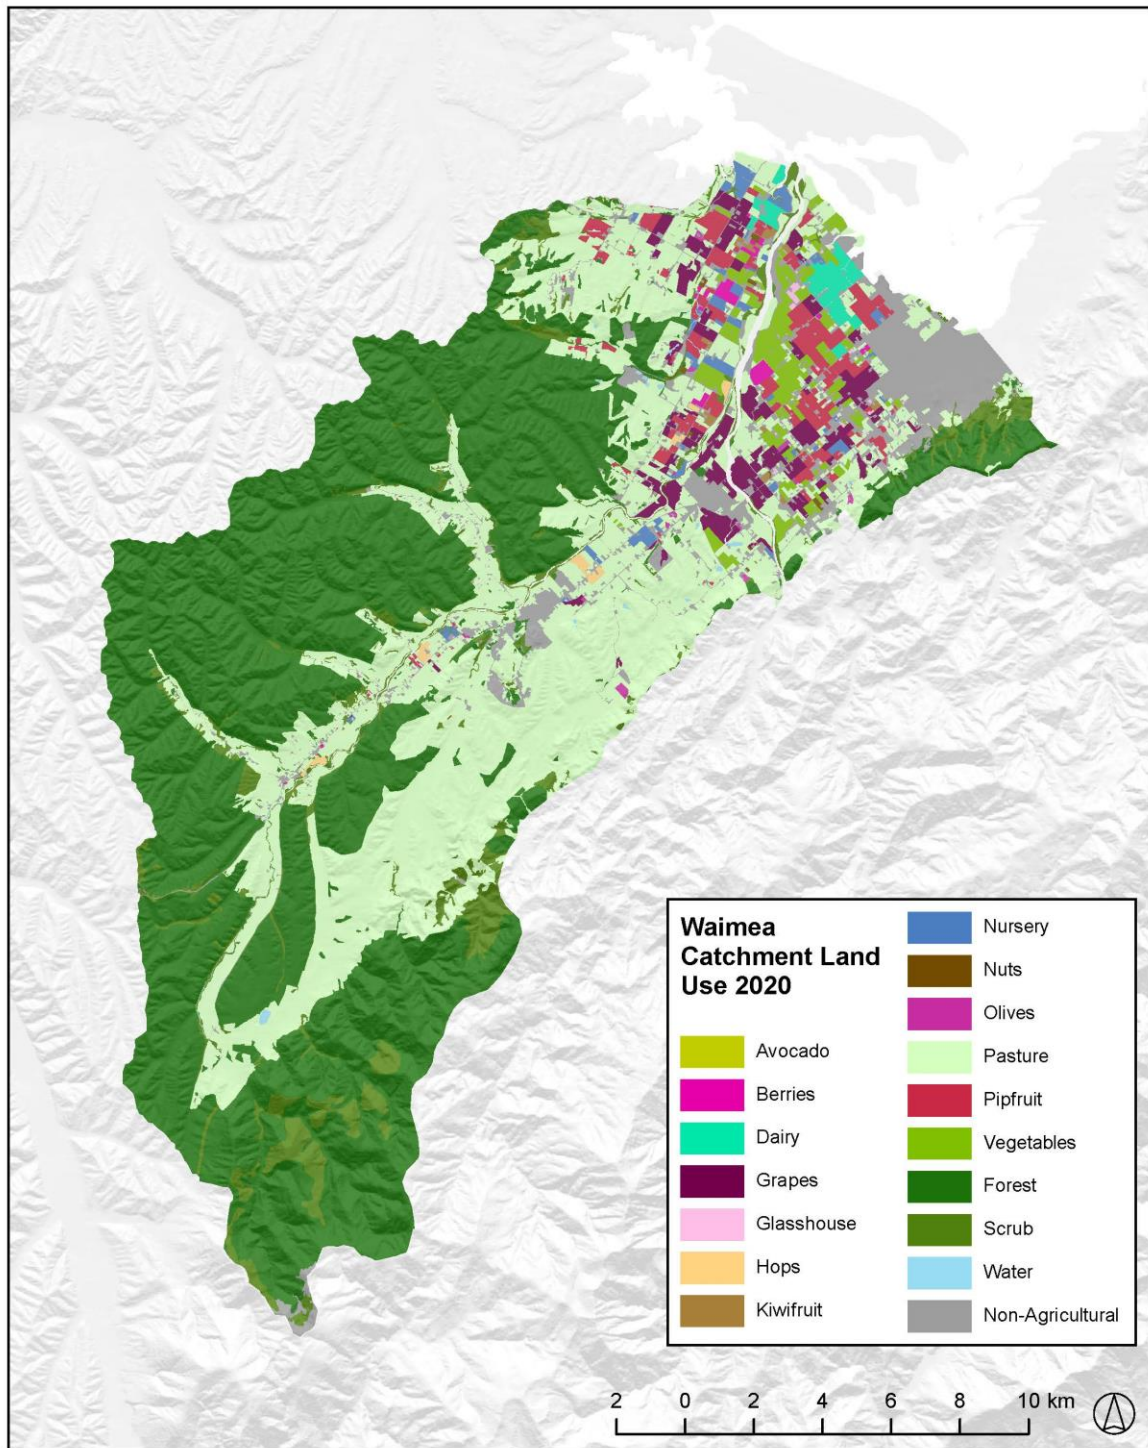 Waimea
Catchment Land
Use 2020
Avocado
Berries
Dairy
Grapes
Glasshouse
Hops
Kiwifruit
Nursery
Nuts
Olives
Pasture
Pipfruit
Vegetables
Forest
Scrub
Water
Non-Agricultural
2 0 2 4 6 8 10 km